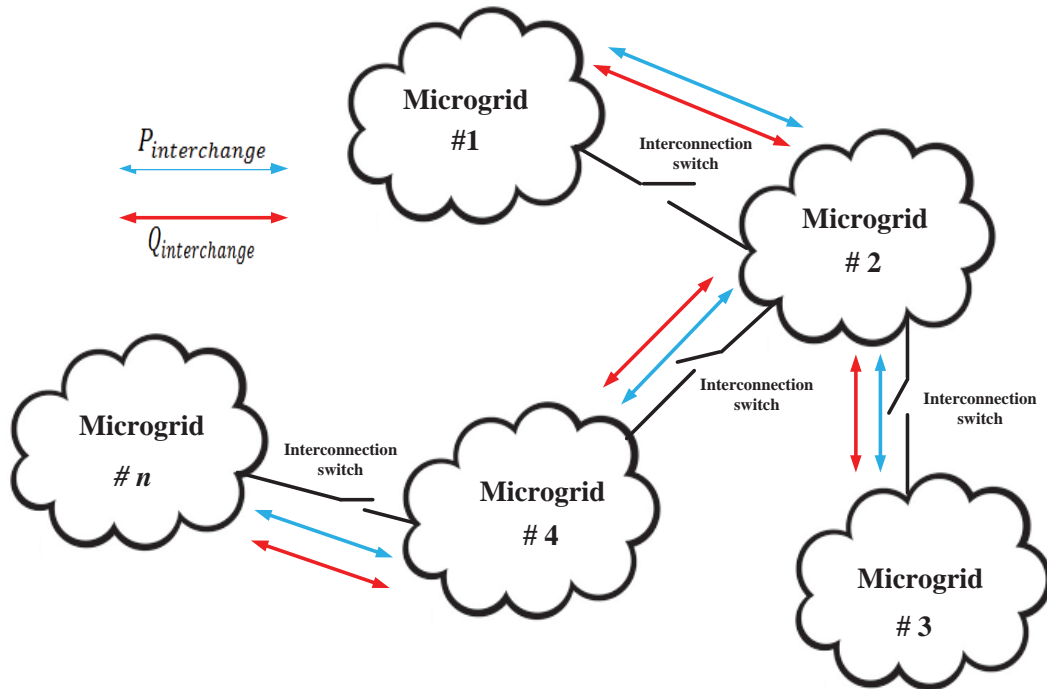 Microgrid
#1
P_interchange
Q_interchange
Interconnection
switch
Microgrid
# 2
Interconnection
switch
Interconnection
switch
Microgrid
# n
Interconnection
switch
Microgrid
# 4
Microgrid
# 3